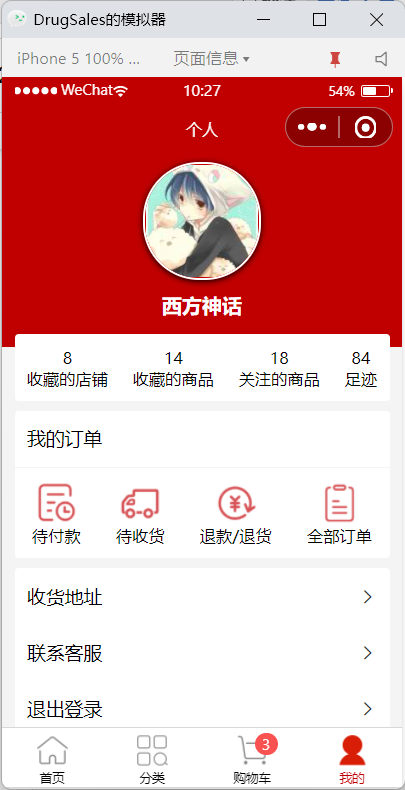 DrugSales的模拟器
iPhone 5 100% ... 页面信息
WeChat 10:27 54%
个人
西方神话
8 14 18 84
收藏的店铺 收藏的商品 关注的商品 足迹
我的订单
待付款 待收货 退款/退货 全部订单
收货地址
联系客服
退出登录
3
首页 分类 购物车 我的